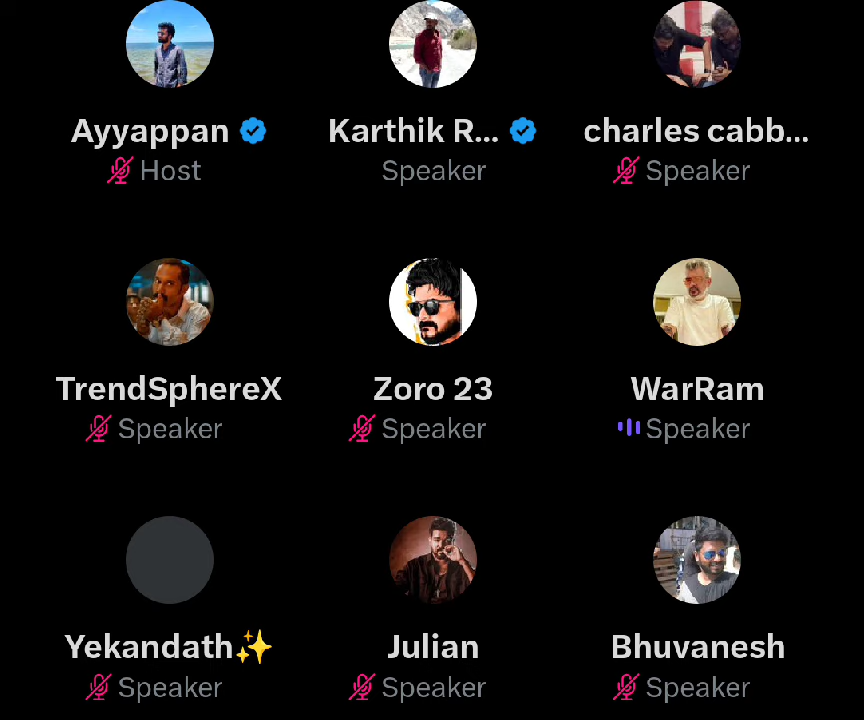 Ayyappan Karthik R... charles cabb...
Host Speaker Speaker
TrendSphereX Zoro 23 WarRam
Speaker Speaker Speaker
Yekandath✨ Julian Bhuvanesh
Speaker Speaker Speaker